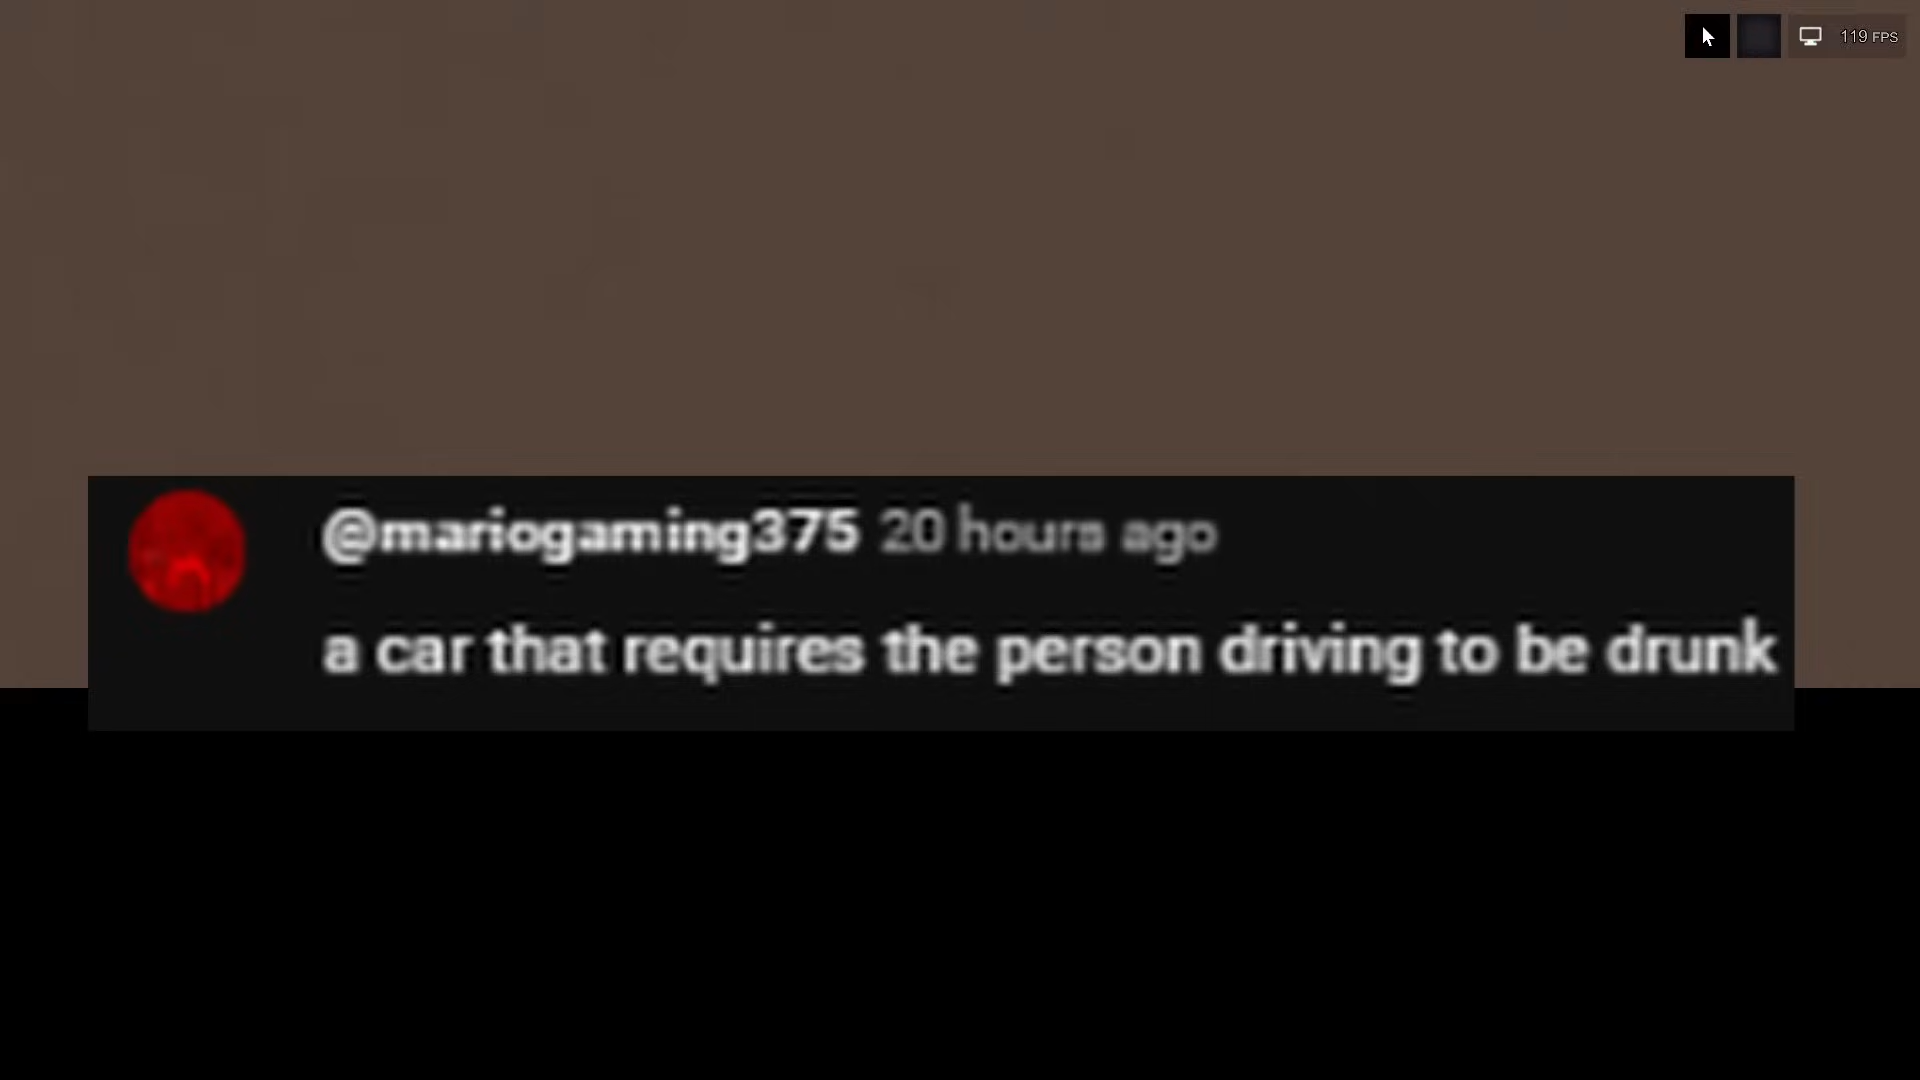 119 FPS
@mariogaming375 20 hours ago
a car that requires the person driving to be drunk